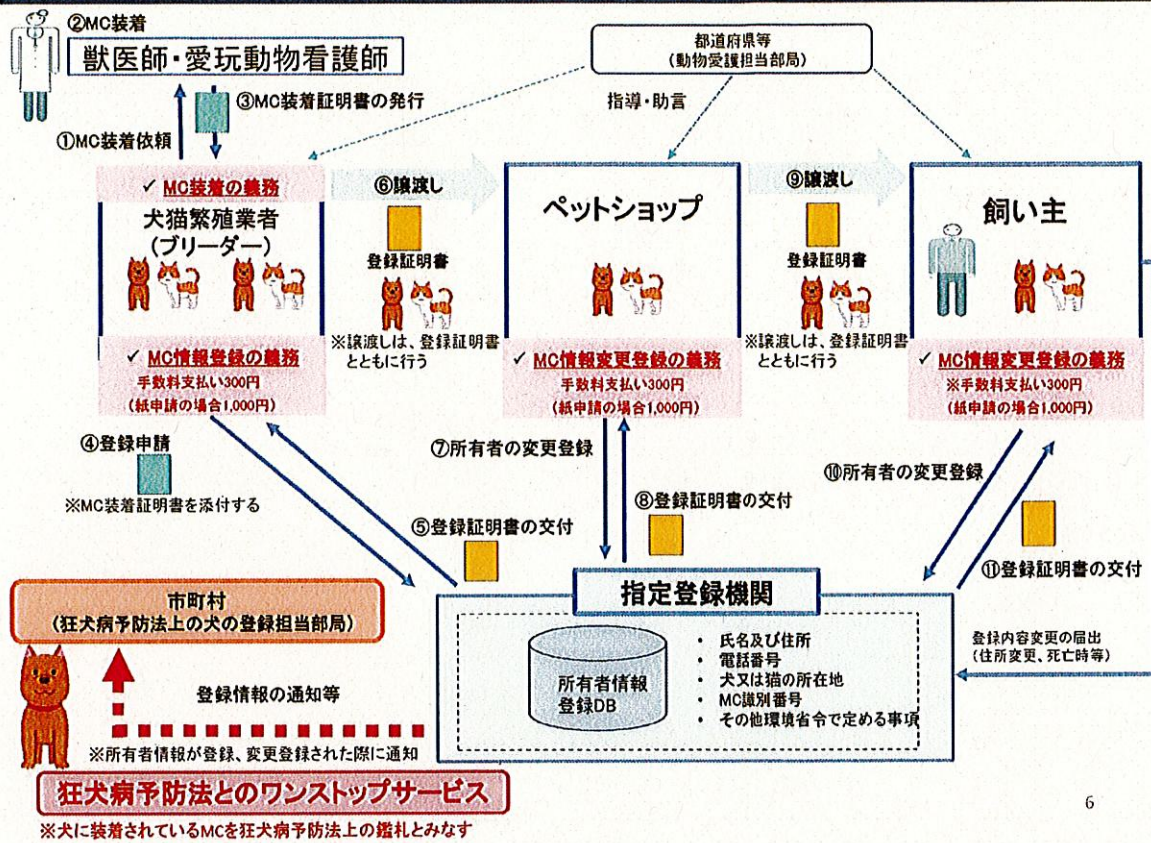 ②MC装着
獣医師・愛玩動物看護師
③MC装着証明書の発行
①MC装着依頼
都道府県等
(動物愛護担当部局)
指導・助言
✓ MC装着の義務
犬猫繁殖業者
(ブリーダー)
✓ MC情報登録の義務
手数料支払い300円
(紙申請の場合1,000円)
⑥譲渡し
登録証明書
※譲渡しは、登録証明書
とともに行う
ペットショップ
✓ MC情報変更登録の義務
手数料支払い300円
(紙申請の場合1,000円)
⑨譲渡し
登録証明書
※譲渡しは、登録証明書
とともに行う
飼い主
✓ MC情報変更登録の義務
※手数料支払い300円
(紙申請の場合1,000円)
④登録申請
※MC装着証明書を添付する
⑤登録証明書の交付
⑦所有者の変更登録
⑧登録証明書の交付
⑩所有者の変更登録
⑪登録証明書の交付
指定登録機関
所有者情報
登録DB
・ 氏名及び住所
・ 電話番号
・ 犬又は猫の所在地
・ MC識別番号
・ その他環境省令で定める事項
登録内容変更の届出
(住所変更、死亡時等)
市町村
(狂犬病予防法上の犬の登録担当部局)
登録情報の通知等
※所有者情報が登録、変更登録された際に通知
狂犬病予防法とのワンストップサービス
※犬に装着されているMCを狂犬病予防法上の鑑札とみなす
6